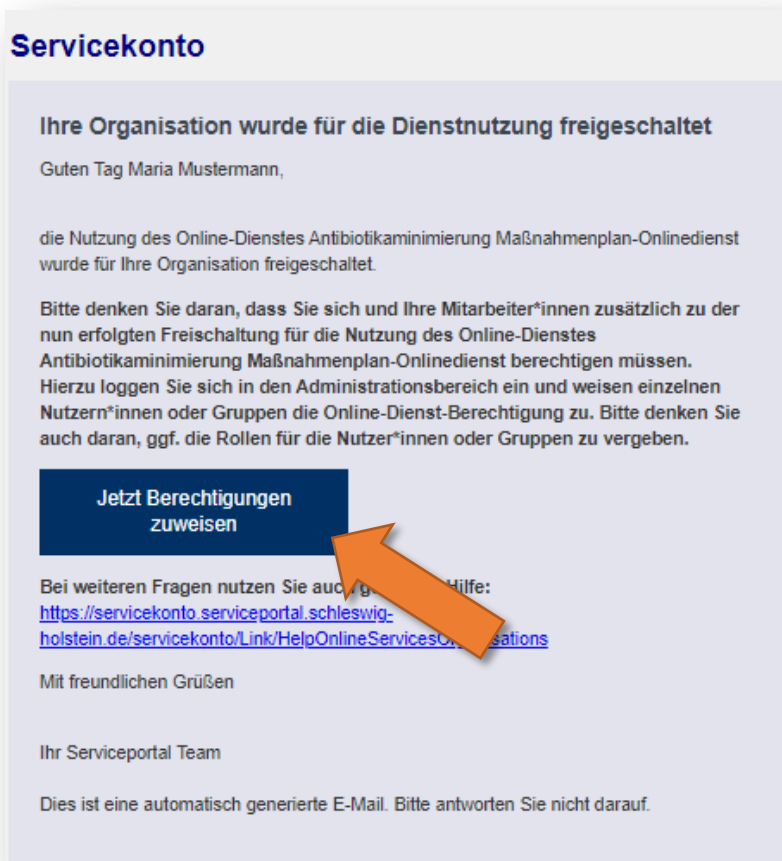 Servicekonto
Ihre Organisation wurde für die Dienstnutzung freigeschaltet
Guten Tag Maria Mustermann,
die Nutzung des Online-Dienstes Antibiotikaminimierung Maßnahmenplan-Onlinedienst
wurde für Ihre Organisation freigeschaltet.
Bitte denken Sie daran, dass Sie sich und Ihre Mitarbeiter*innen zusätzlich zu der
nun erfolgten Freischaltung für die Nutzung des Online-Dienstes
Antibiotikaminimierung Maßnahmenplan-Onlinedienst berechtigen müssen.
Hierzu loggen Sie sich in den Administrationsbereich ein und weisen einzelnen
Nutzern*innen oder Gruppen die Online-Dienst-Berechtigung zu. Bitte denken Sie
auch daran, ggf. die Rollen für die Nutzer*innen oder Gruppen zu vergeben.
Jetzt Berechtigungen
zuweisen
Bei weiteren Fragen nutzen Sie auch Hilfe:
https://servicekonto.serviceportal.schleswig-
holstein.de/servicekonto/Link/HelpOnlineServicesOrganisations
Mit freundlichen Grüßen
Ihr Serviceportal Team
Dies ist eine automatisch generierte E-Mail. Bitte antworten Sie nicht darauf.